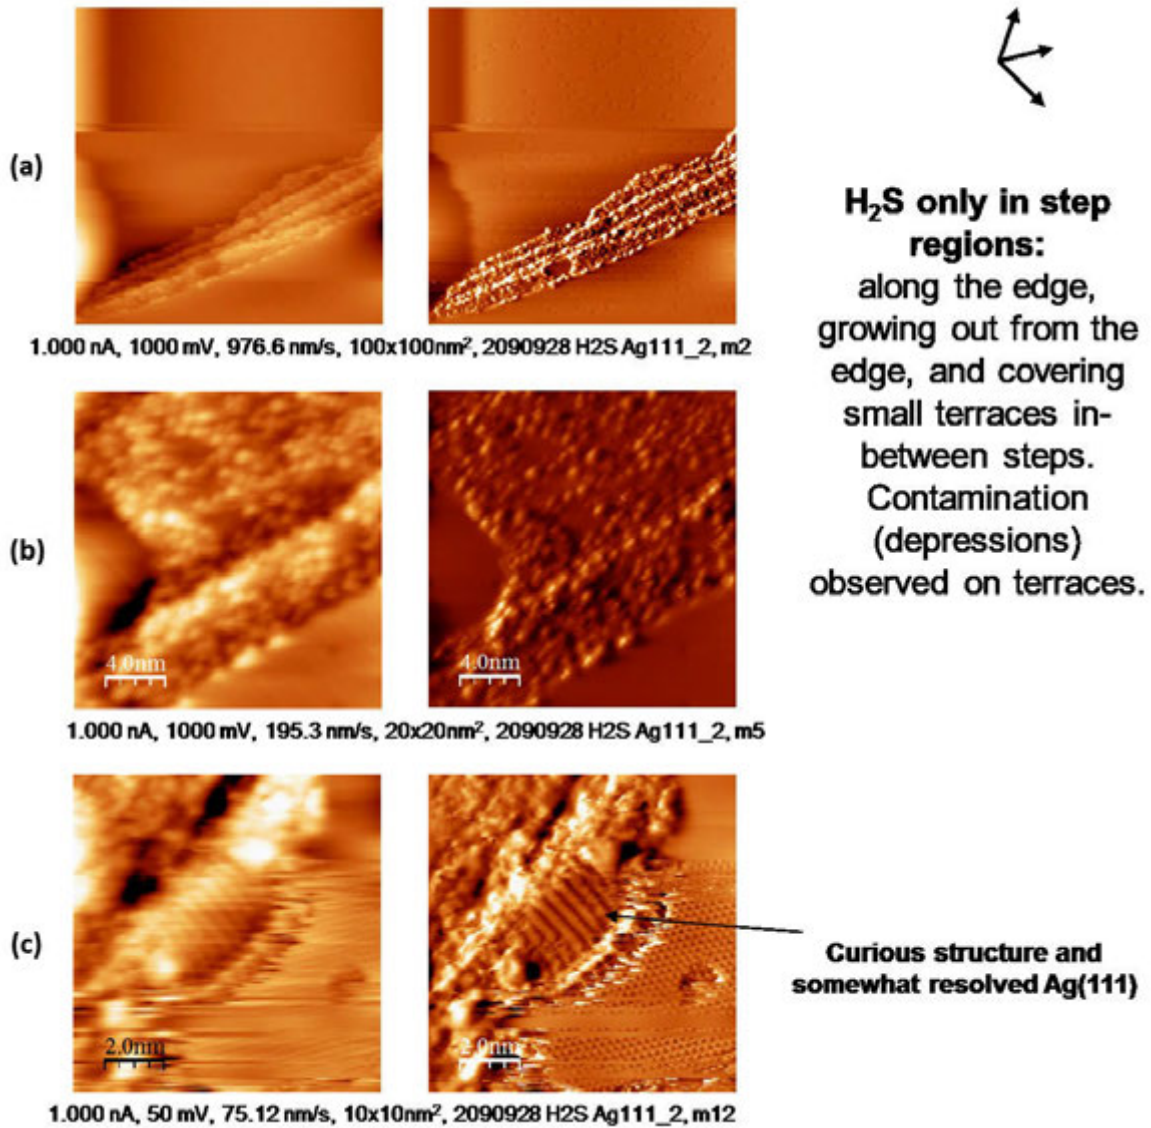 (a)
1.000 nA, 1000 mV, 976.6 nm/s, 100x100nm², 2090928 H2S Ag111_2, m2
H₂S only in step
regions:
along the edge,
growing out from the
edge, and covering
small terraces in-
between steps.
Contamination
(depressions)
observed on terraces.
(b)
4.0nm
4.0nm
1.000 nA, 1000 mV, 195.3 nm/s, 20x20nm², 2090928 H2S Ag111_2, m5
(c)
2.0nm
2.0nm
Curious structure and
somewhat resolved Ag(111)
1.000 nA, 50 mV, 75.12 nm/s, 10x10nm², 2090928 H2S Ag111_2, m12